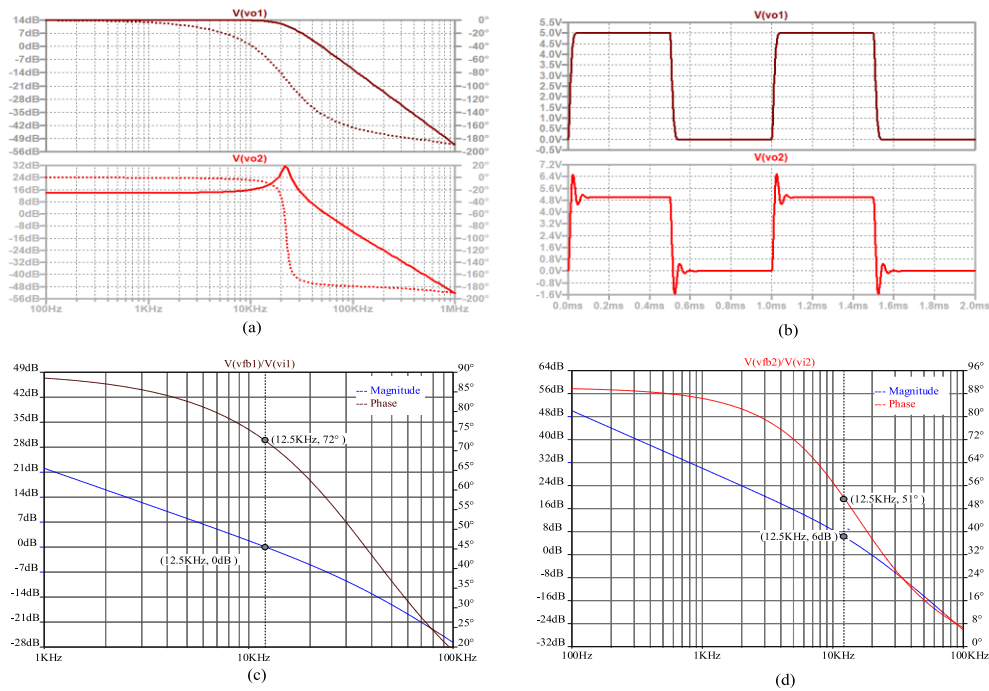 V(vo1)
14dB
7dB
0dB
-7dB
-14dB
-21dB
-28dB
-35dB
-42dB
-49dB
-56dB
0°
-20°
-40°
-60°
-80°
-100°
-120°
-140°
-160°
-180°
-200°
V(vo2)
32dB
24dB
16dB
8dB
0dB
-8dB
-16dB
-24dB
-32dB
-40dB
-48dB
-56dB
20°
0°
-20°
-40°
-60°
-80°
-100°
-120°
-140°
-160°
-180°
-200°
100Hz
1KHz
10KHz
100KHz
1MHz
(a)
V(vo1)
5.5V
5.0V
4.5V
4.0V
3.5V
3.0V
2.5V
2.0V
1.5V
1.0V
0.5V
0.0V
-0.5V
V(vo2)
7.2V
6.4V
5.6V
4.8V
4.0V
3.2V
2.4V
1.6V
0.8V
0.0V
-0.8V
-1.6V
0.0ms
0.2ms
0.4ms
0.6ms
0.8ms
1.0ms
1.2ms
1.4ms
1.6ms
1.8ms
2.0ms
(b)
V(vfb1)/V(vi1)
49dB
42dB
35dB
28dB
21dB
14dB
7dB
0dB
-7dB
-14dB
-21dB
-28dB
90°
85°
80°
75°
70°
65°
60°
55°
50°
45°
40°
35°
30°
25°
20°
Magnitude
Phase
(12.5KHz, 72° )
(12.5KHz, 0dB )
1KHz
10KHz
100KHz
(c)
V(vfb2)/V(vi2)
64dB
56dB
48dB
40dB
32dB
24dB
16dB
8dB
0dB
-8dB
-16dB
-24dB
-32dB
96°
88°
80°
72°
64°
56°
48°
40°
32°
24°
16°
8°
0°
Magnitude
Phase
(12.5KHz, 51° )
(12.5KHz, 6dB )
100Hz
1KHz
10KHz
100KHz
(d)